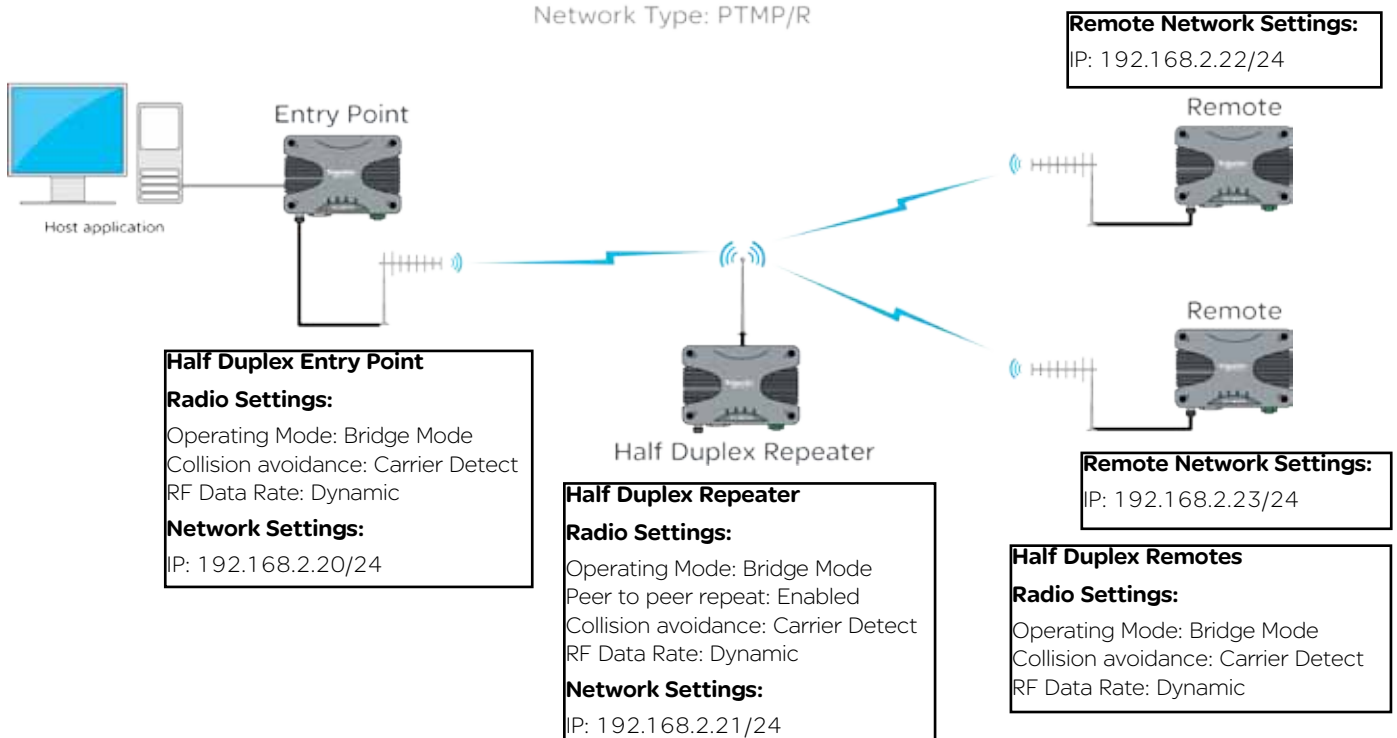 Network Type: PTMP/R
Remote Network Settings:
IP: 192.168.2.22/24
Remote
Entry Point
Host application
Half Duplex Entry Point
Radio Settings:
Operating Mode: Bridge Mode
Collision avoidance: Carrier Detect
RF Data Rate: Dynamic
Network Settings:
IP: 192.168.2.20/24
Half Duplex Repeater
Half Duplex Repeater
Radio Settings:
Operating Mode: Bridge Mode
Peer to peer repeat: Enabled
Collision avoidance: Carrier Detect
RF Data Rate: Dynamic
Network Settings:
IP: 192.168.2.21/24
Remote
Remote Network Settings:
IP: 192.168.2.23/24
Half Duplex Remotes
Radio Settings:
Operating Mode: Bridge Mode
Collision avoidance: Carrier Detect
RF Data Rate: Dynamic